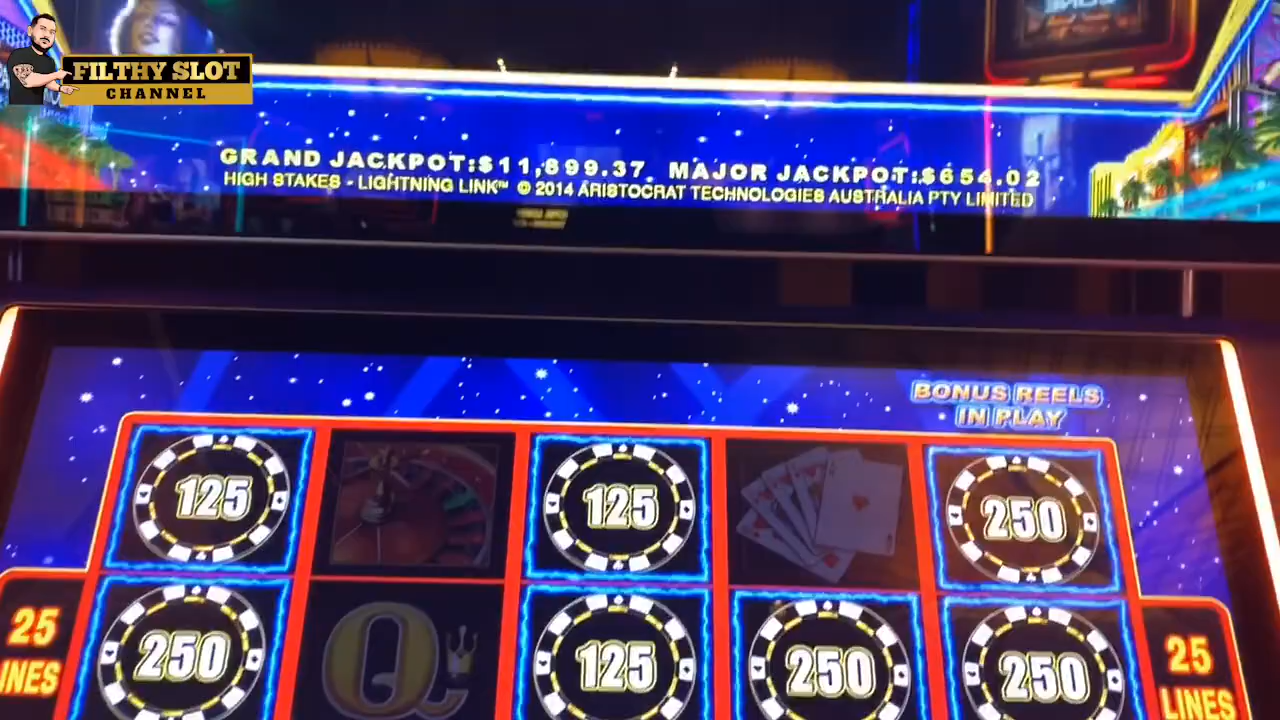 FILTHY SLOT
CHANNEL
GRAND JACKPOT:$11,899.37 MAJOR JACKPOT:$654.02
HIGH STAKES - LIGHTNING LINK™ © 2014 ARISTOCRAT TECHNOLOGIES AUSTRALIA PTY LIMITED
BONUS REELS
IN PLAY
125 125 250
250 Q 125 250 250
25
INES
25
LINES